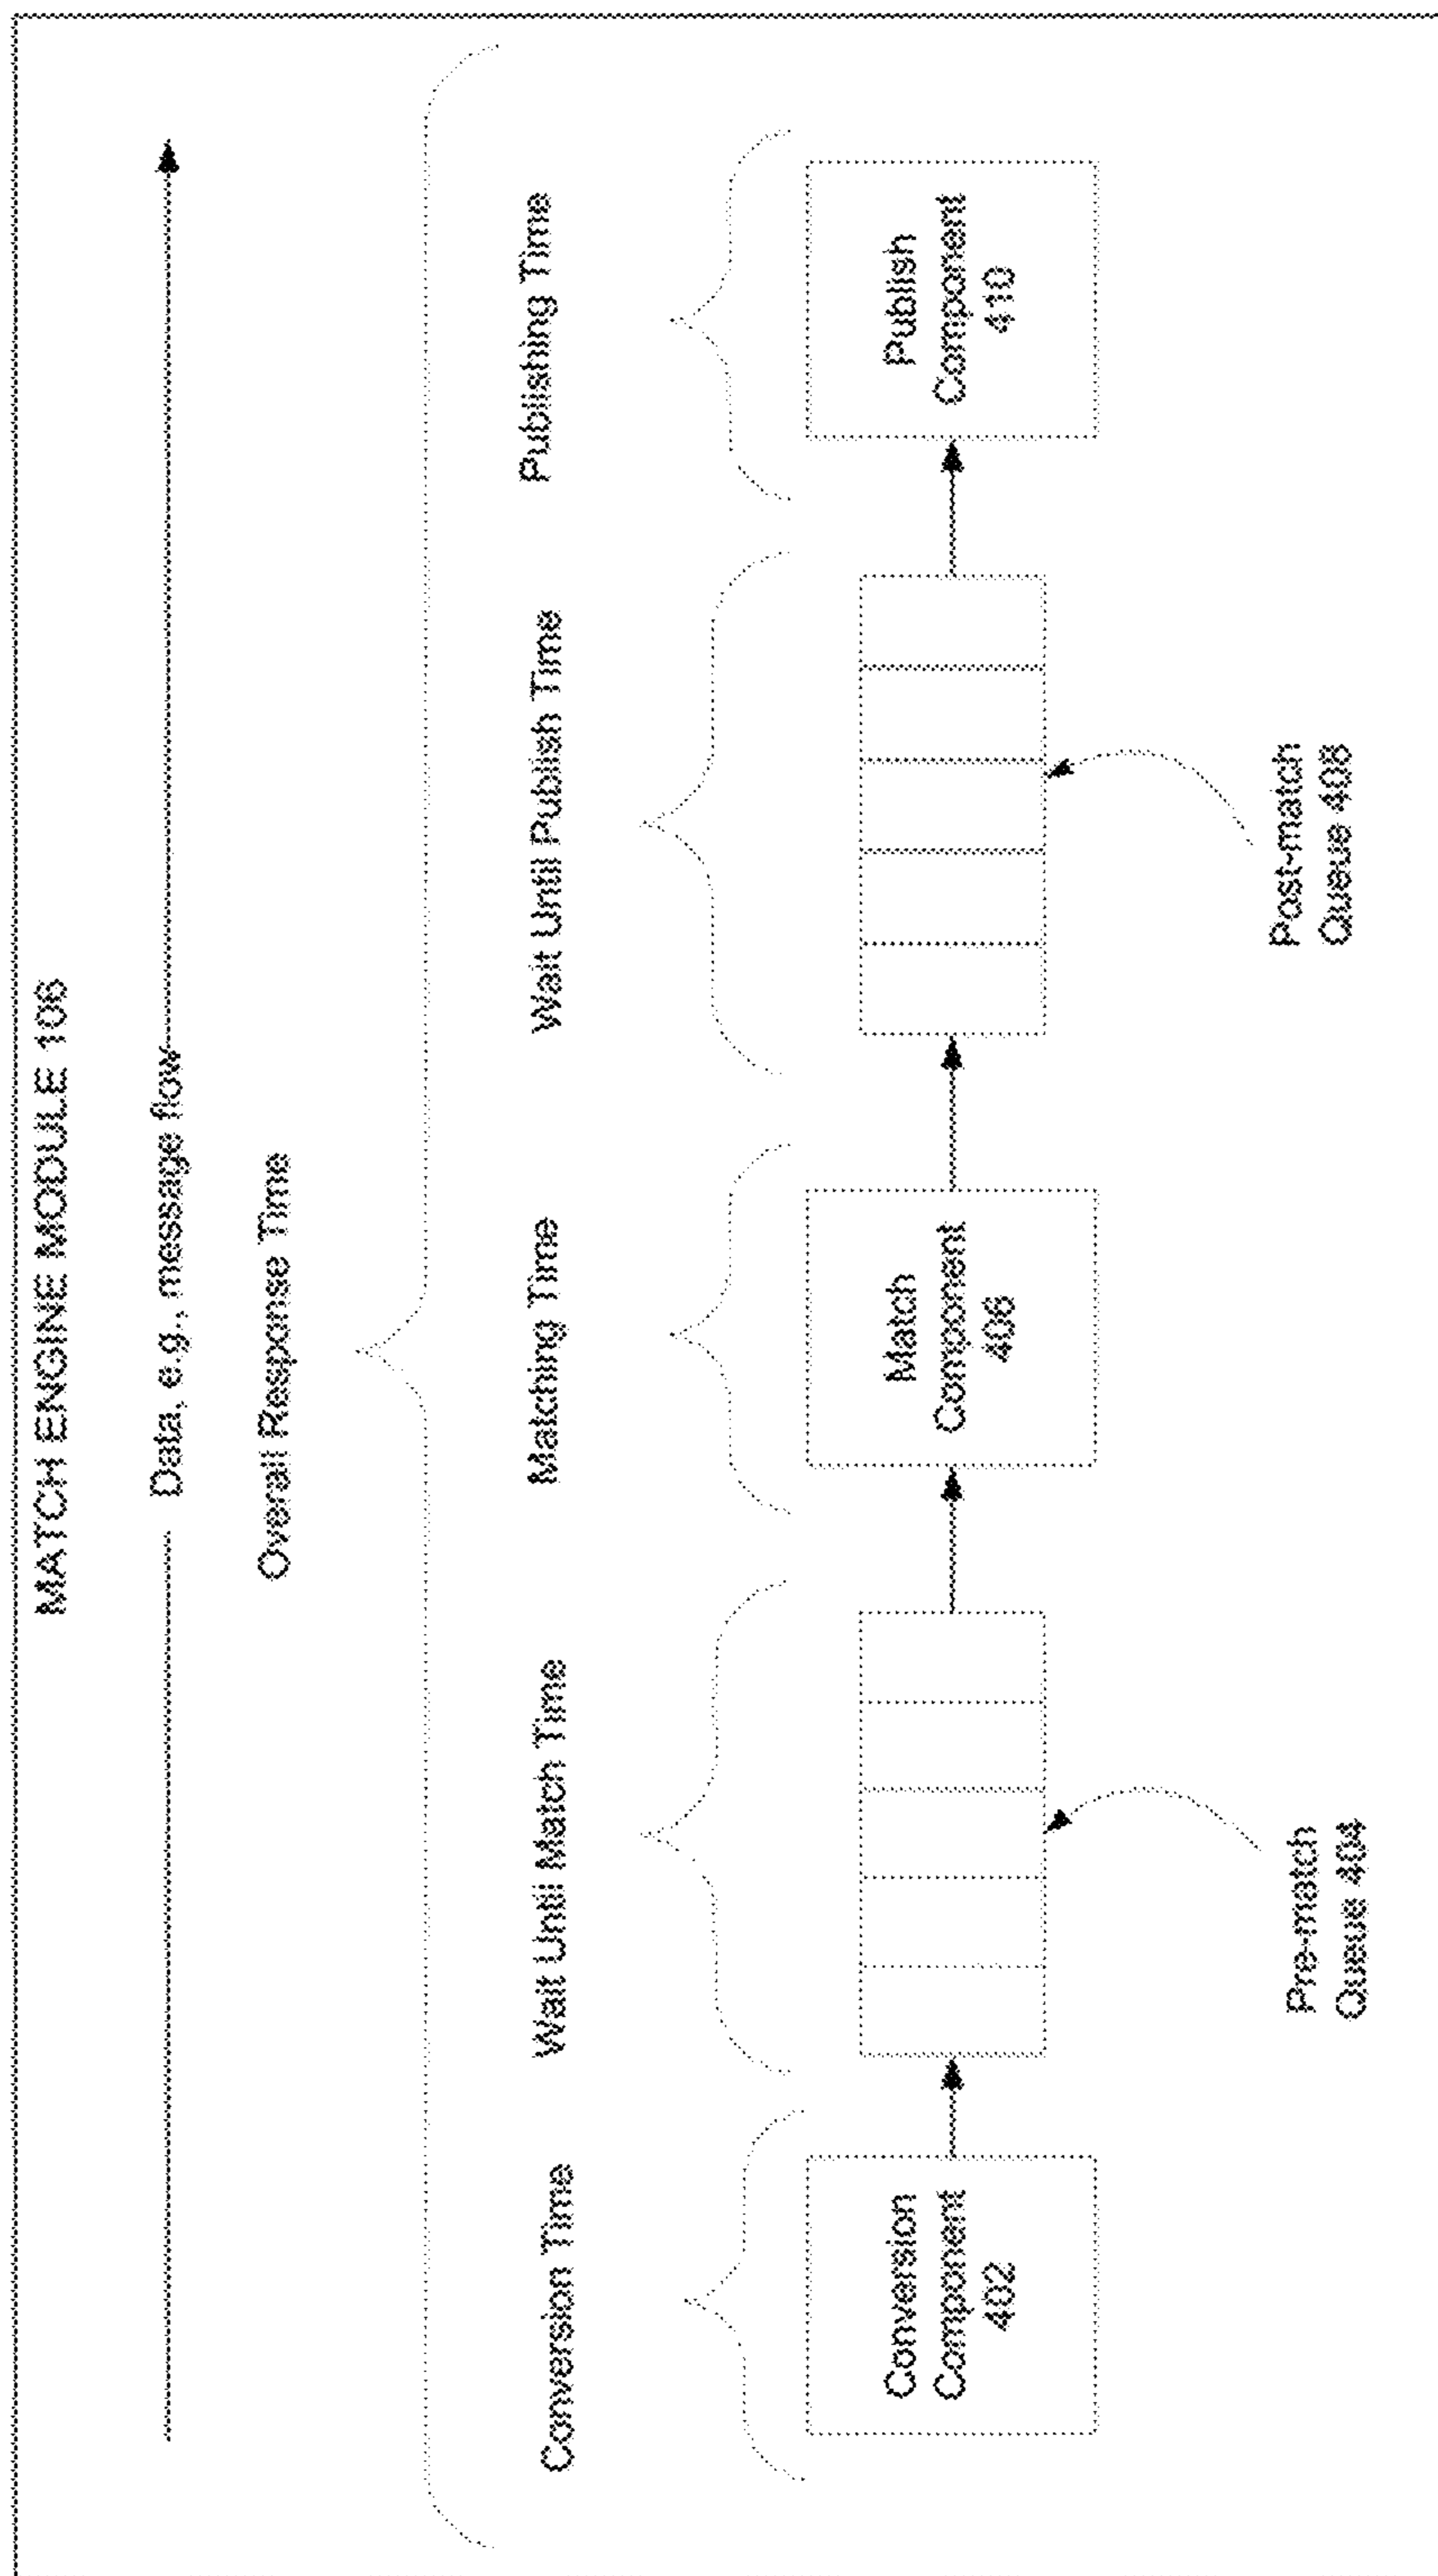 MATCH ENGINE MODULE 106
Data, e.g., message flow
Overall Response Time
Conversion Time
Wait Until Match Time
Matching Time
Wait Until Publish Time
Publishing Time
Conversion
Component
402
Match
Component
406
Publish
Component
410
Pre-match
Queue 404
Post-match
Queue 408